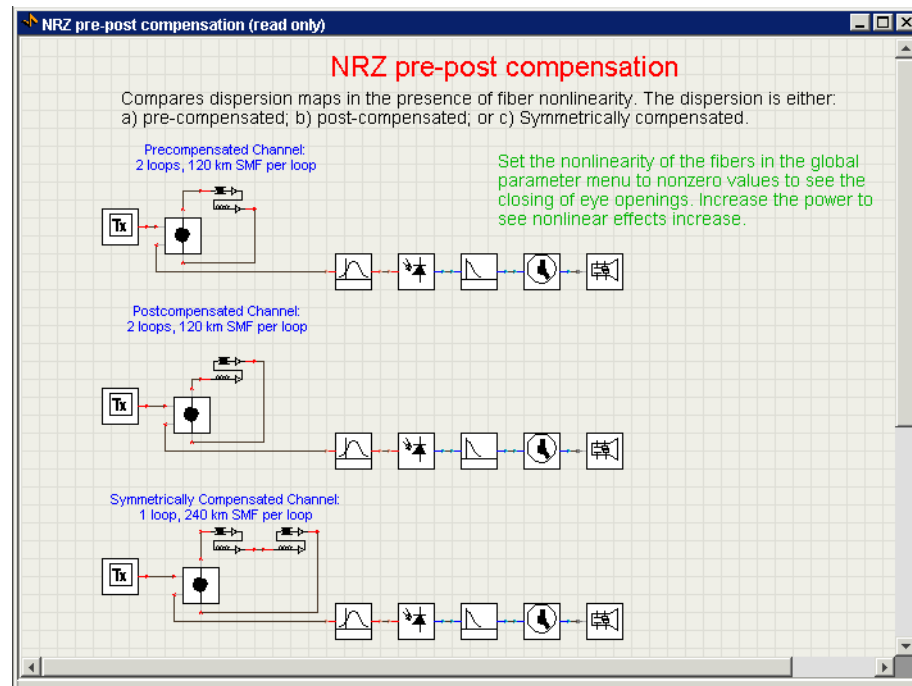 NRZ pre-post compensation (read only)
NRZ pre-post compensation
Compares dispersion maps in the presence of fiber nonlinearity. The dispersion is either:
a) pre-compensated; b) post-compensated; or c) Symmetrically compensated.
Precompensated Channel:
2 loops, 120 km SMF per loop
Set the nonlinearity of the fibers in the global
parameter menu to nonzero values to see the
closing of eye openings. Increase the power to
see nonlinear effects increase.
Tx
Postcompensated Channel:
2 loops, 120 km SMF per loop
Tx
Symmetrically Compensated Channel:
1 loop, 240 km SMF per loop
Tx